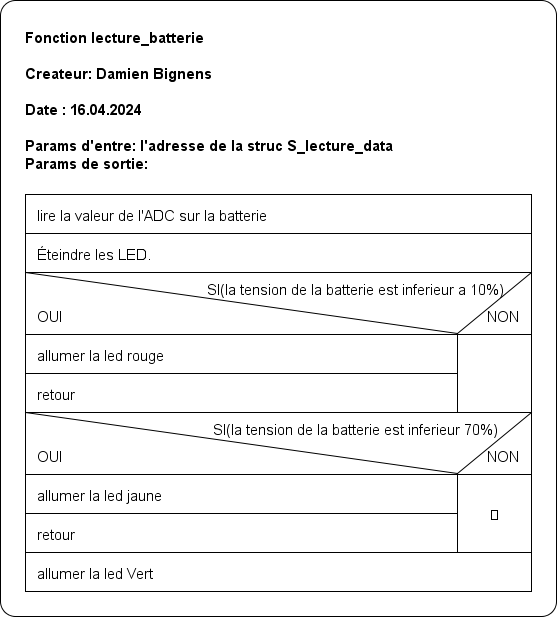 Fonction lecture_batterie
Createur: Damien Bignens
Date : 16.04.2024
Params d'entre: l'adresse de la struc S_lecture_data
Params de sortie:
lire la valeur de l'ADC sur la batterie
Éteindre les LED.
SI(la tension de la batterie est inferieur a 10%)
OUI
NON
allumer la led rouge
retour
SI(la tension de la batterie est inferieur 70%)
OUI
NON
allumer la led jaune
retour
allumer la led Vert